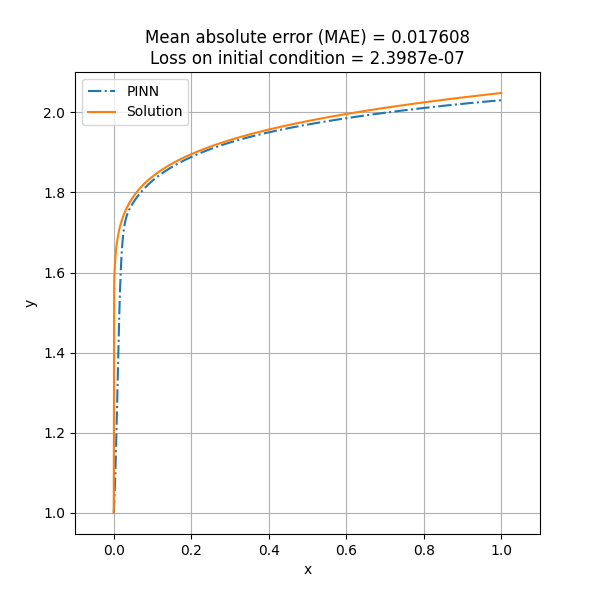 Mean absolute error (MAE) = 0.017608
Loss on initial condition = 2.3987e-07
PINN
Solution
2.0
1.8
1.6
1.4
1.2
1.0
y
0.0 0.2 0.4 0.6 0.8 1.0
x